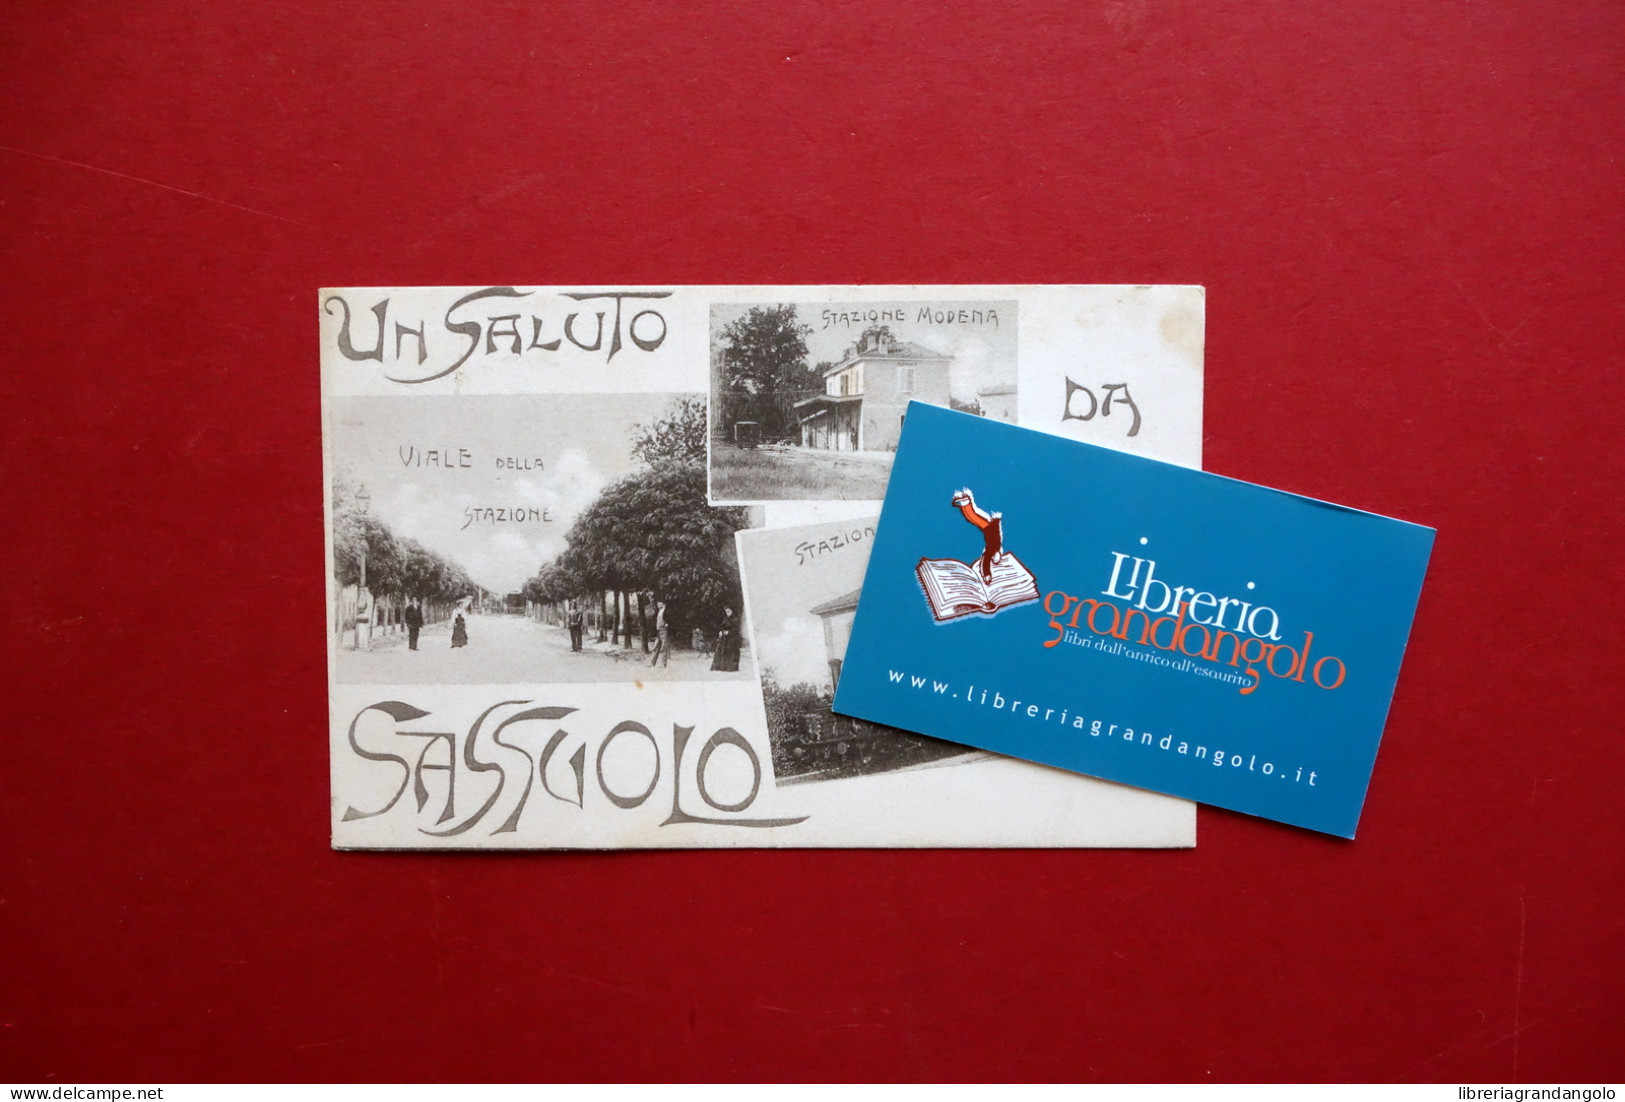 UN SALUTO
STAZIONE MODENA
DA
VIALE DELLA
STAZIONE
SASSUOLO
Libreria
grandangolo
libri dall'antico all'esaurito
www.libreriagrandangolo.it
delcampe.net
libreriagrandangolo